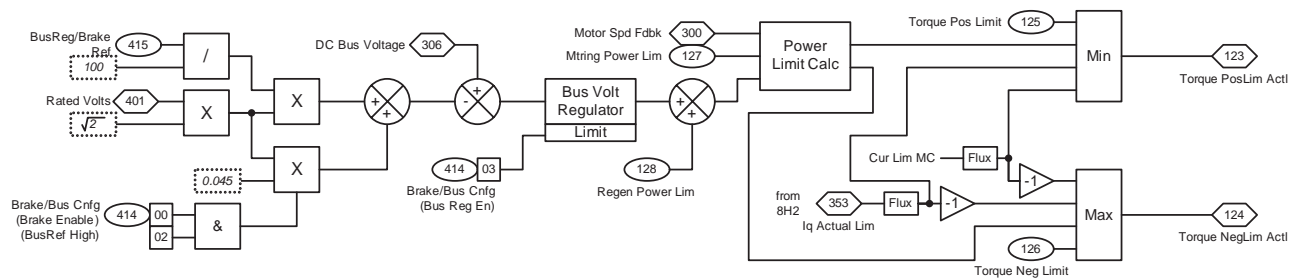 BusReg/Brake
Ref
415
100
/
Rated Volts
401
√2
X
X
X
0.045
Brake/Bus Cnfg
(Brake Enable)
(BusRef High)
414
00
02
&
+
+
DC Bus Voltage
306
+
-
Bus Volt
Regulator
Limit
414
03
Brake/Bus Cnfg
(Bus Reg En)
Motor Spd Fdbk
300
Mtring Power Lim
127
+
+
128
Regen Power Lim
Power
Limit Calc
Torque Pos Limit
125
Min
123
Torque PosLim Actl
Cur Lim MC
Flux
-1
from
8H2
353
Iq Actual Lim
Flux
-1
Max
124
Torque NegLim Actl
126
Torque Neg Limit